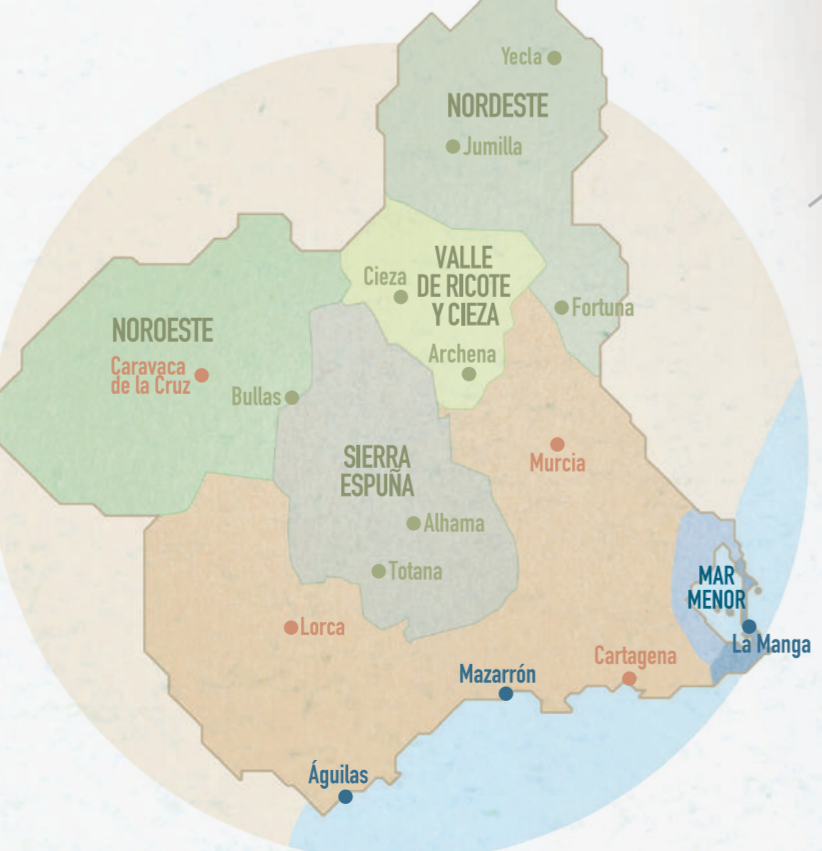 Yecla
NORDESTE
Jumilla
VALLE
DE RICOTE
Y CIEZA
Cieza
Fortuna
NOROESTE
Archena
Caravaca
de la Cruz
Bullas
SIERRA
ESPUÑA
Murcia
Alhama
Totana
MAR
MENOR
Lorca
La Manga
Cartagena
Mazarrón
Águilas